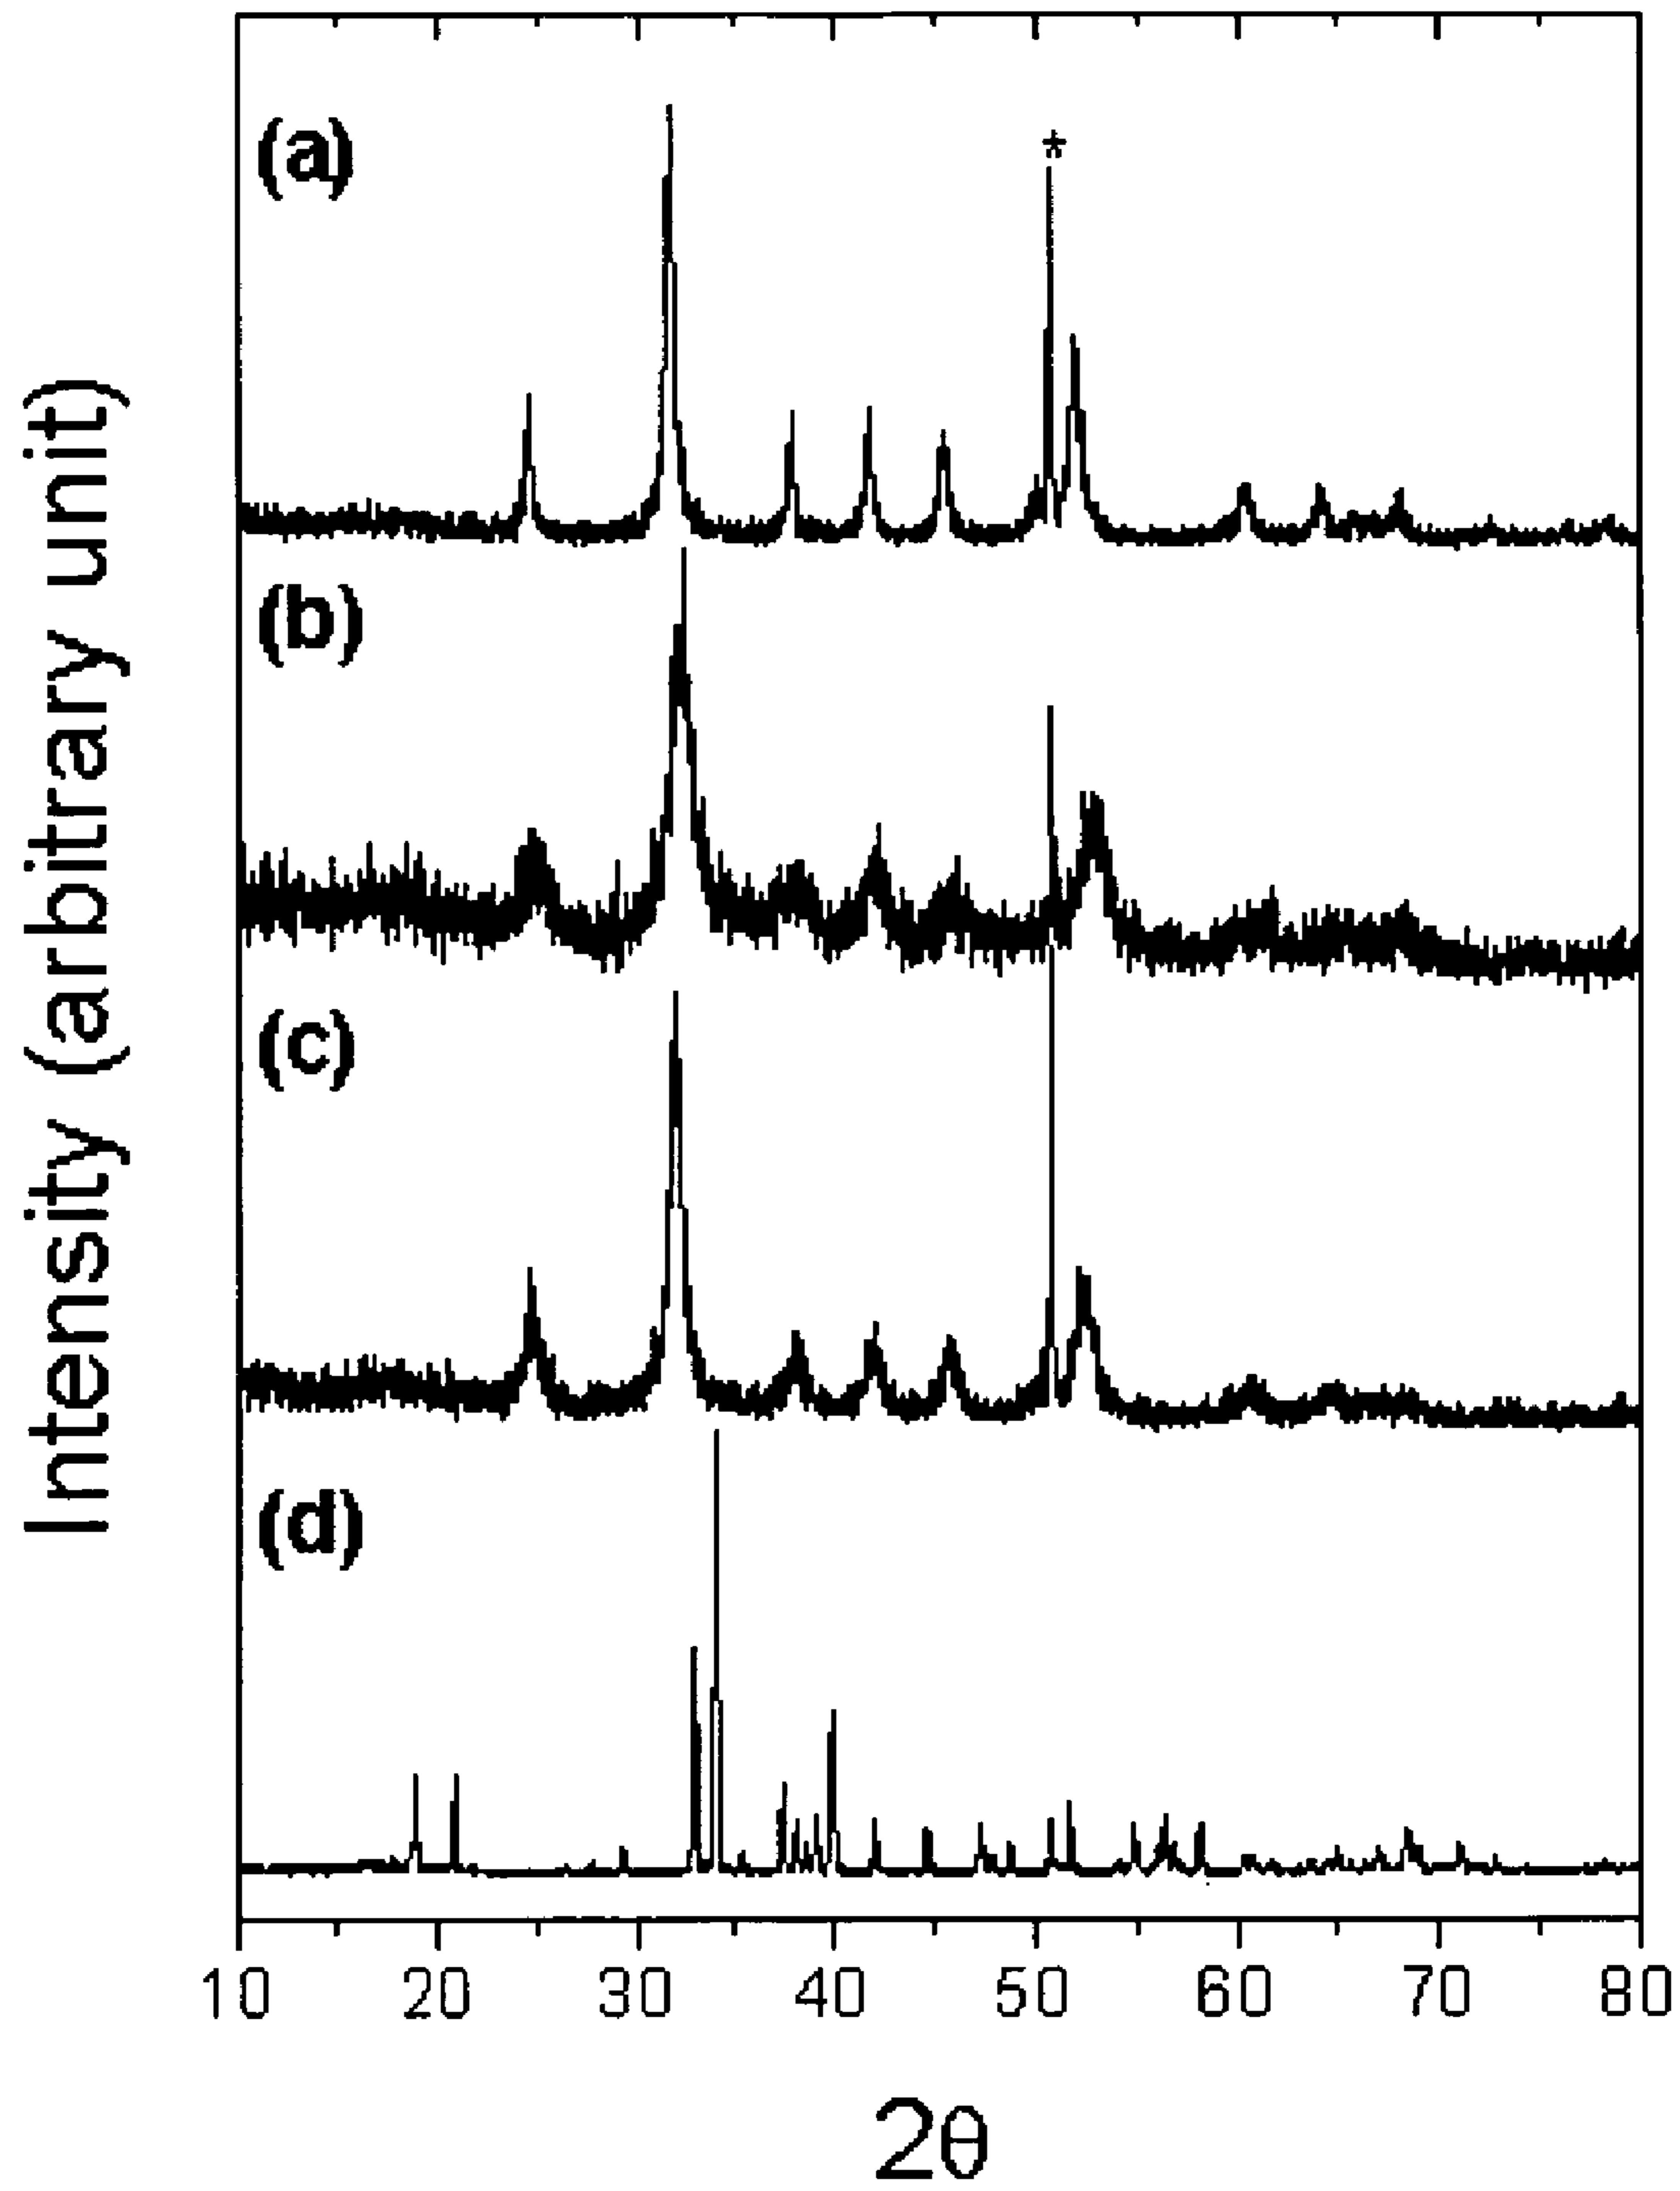 Intensity (arbitrary unit)
(a)
*
(b)
(c)
(d)
10 20 30 40 50 60 70 80
2θ